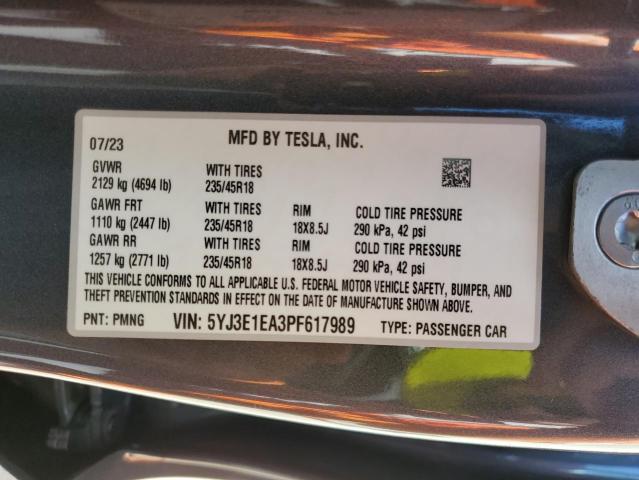 07/23 MFD BY TESLA, INC.
GVWR WITH TIRES
2129 kg (4694 lb) 235/45R18
GAWR FRT WITH TIRES RIM COLD TIRE PRESSURE
1110 kg (2447 lb) 235/45R18 18X8.5J 290 kPa, 42 psi
GAWR RR WITH TIRES RIM COLD TIRE PRESSURE
1257 kg (2771 lb) 235/45R18 18X8.5J 290 kPa, 42 psi
THIS VEHICLE CONFORMS TO ALL APPLICABLE U.S. FEDERAL MOTOR VEHICLE SAFETY, BUMPER, AND
THEFT PREVENTION STANDARDS IN EFFECT ON THE DATE OF MANUFACTURE SHOWN ABOVE.
PNT: PMNG VIN: 5YJ3E1EA3PF617989 TYPE: PASSENGER CAR